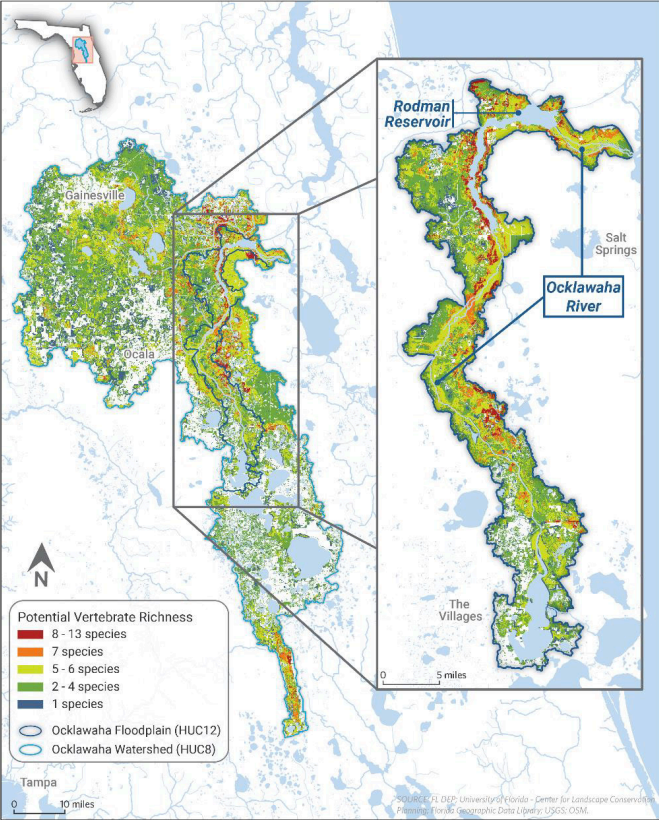 Rodman
Reservoir
Gainesville
Salt
Springs
Ocklawaha
River
Ocala
N
The
Villages
0 5 miles
Potential Vertebrate Richness
8 - 13 species
7 species
5 - 6 species
2 - 4 species
1 species
Ocklawaha Floodplain (HUC12)
Ocklawaha Watershed (HUC8)
Tampa
0 10 miles
SOURCE: FL DEP; University of Florida - Center for Landscape Conservation
Planning; Florida Geographic Data Library; USGS; OSM.